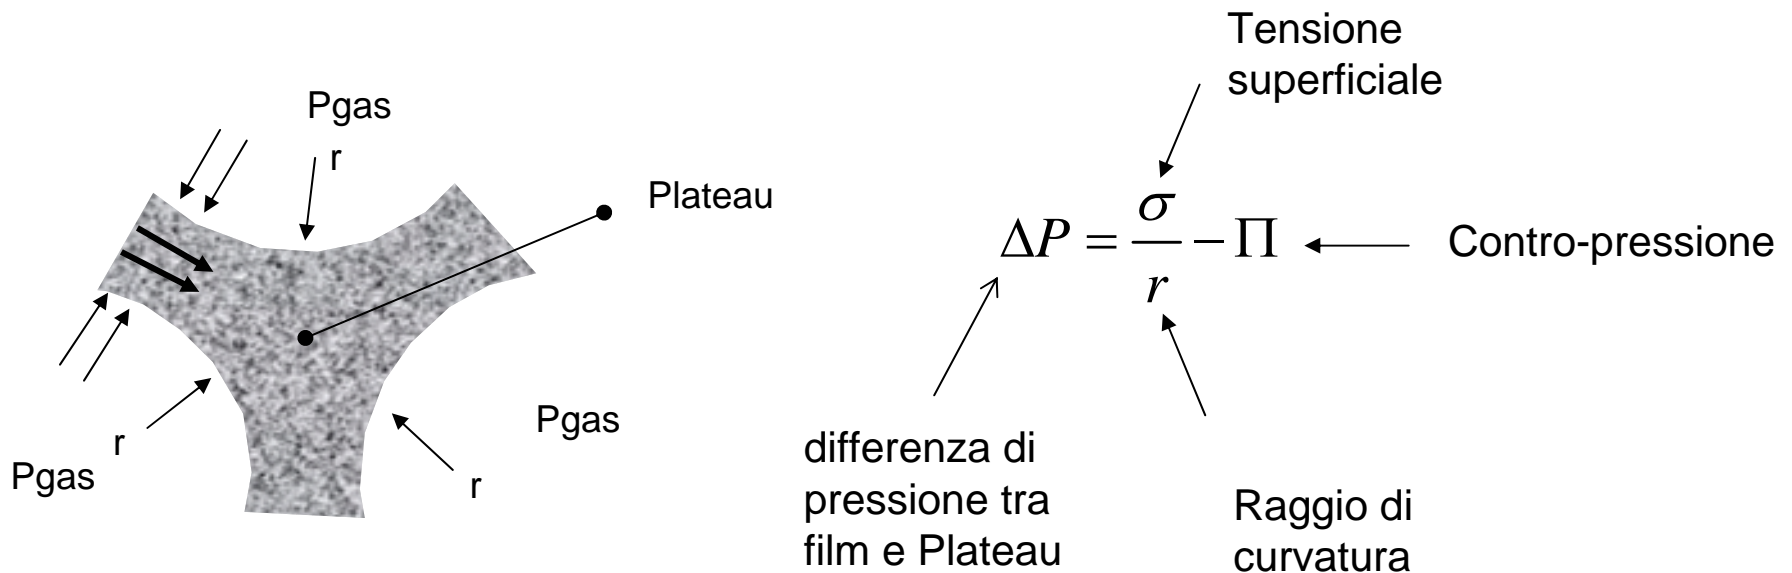 Pgas
r
Plateau
Pgas
r
Pgas
r
Tensione
superficiale
ΔP = σ/r − Π
Contro-pressione
differenza di
pressione tra
film e Plateau
Raggio di
curvatura